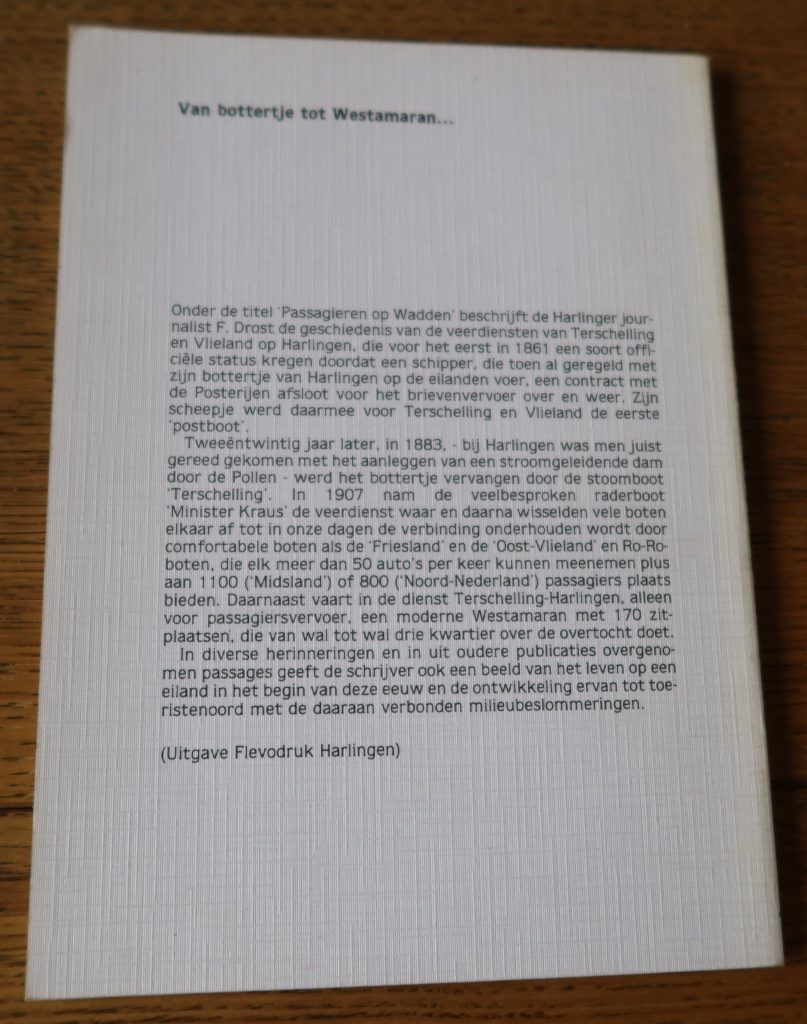 Van bottertje tot Westamaran...
Onder de titel 'Passagieren op Wadden' beschrijft de Harlinger jour-
nalist F. Drost de geschiedenis van de veerdiensten van Terschelling
en Vlieland op Harlingen, die voor het eerst in 1861 een soort offi-
ciële status kregen doordat een schipper, die toen al geregeld met
zijn bottertje van Harlingen op de eilanden voer, een contract met
de Posterijen afsloot voor het brievenvervoer over en weer. Zijn
scheepje werd daarmee voor Terschelling en Vlieland de eerste
'postboot'.
Tweeëntwintig jaar later, in 1883, - bij Harlingen was men juist
gereed gekomen met het aanleggen van een stroomgeleidende dam
door de Pollen - werd het bottertje vervangen door de stoomboot
'Terschelling'. In 1907 nam de veelbesproken raderboot
'Minister Kraus' de veerdienst waar en daarna wisselden vele boten
elkaar af tot in onze dagen de verbinding onderhouden wordt door
comfortabele boten als de 'Friesland' en de 'Oost-Vlieland' en Ro-Ro-
boten, die elk meer dan 50 auto's per keer kunnen meenemen plus
aan 1100 ('Midsland') of 800 ('Noord-Nederland') passagiers plaats
bieden. Daarnaast vaart in de dienst Terschelling-Harlingen, alleen
voor passagiersvervoer, een moderne Westamaran met 170 zit-
plaatsen, die van wal tot wal drie kwartier over de overtocht doet.
In diverse herinneringen en in uit oudere publicaties overgeno-
men passages geeft de schrijver ook een beeld van het leven op een
eiland in het begin van deze eeuw en de ontwikkeling ervan tot toe-
ristenoord met de daaraan verbonden milieubeslommeringen.
(Uitgave Flevodruk Harlingen)